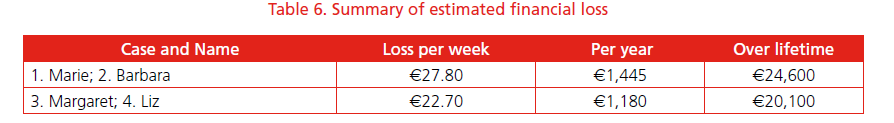 Table 6. Summary of estimated financial loss
Case and Name Loss per week Per year Over lifetime
1. Marie; 2. Barbara €27.80 €1,445 €24,600
3. Margaret; 4. Liz €22.70 €1,180 €20,100